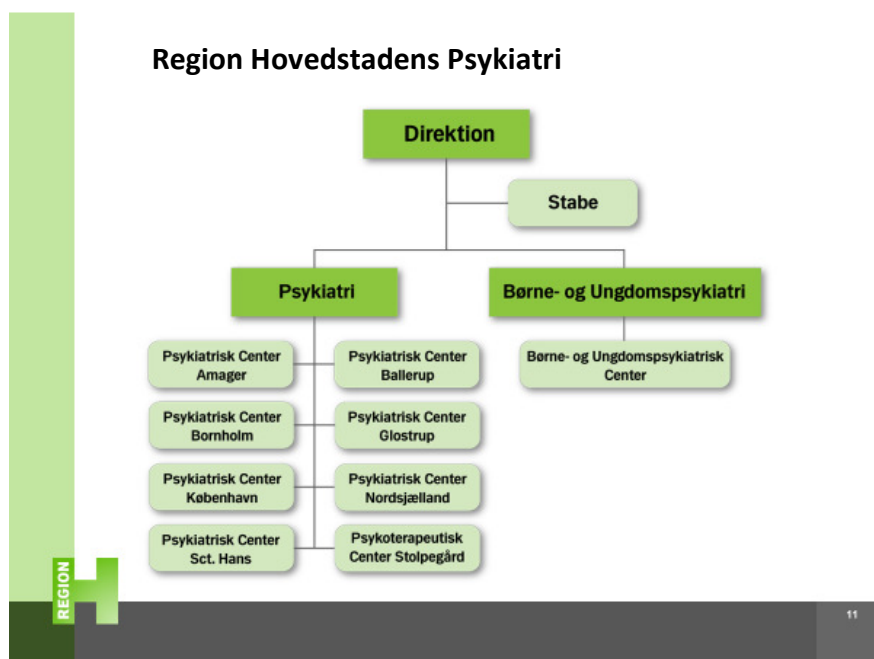 Region Hovedstadens Psykiatri
Direktion
Stabe
Psykiatri
Børne- og Ungdomspsykiatri
Psykiatrisk Center
Amager
Psykiatrisk Center
Ballerup
Børne- og Ungdomspsykiatrisk
Center
Psykiatrisk Center
Bornholm
Psykiatrisk Center
Glostrup
Psykiatrisk Center
København
Psykiatrisk Center
Nordsjælland
Psykiatrisk Center
Sct. Hans
Psykoterapeutisk
Center Stolpegård
REGION
H
11